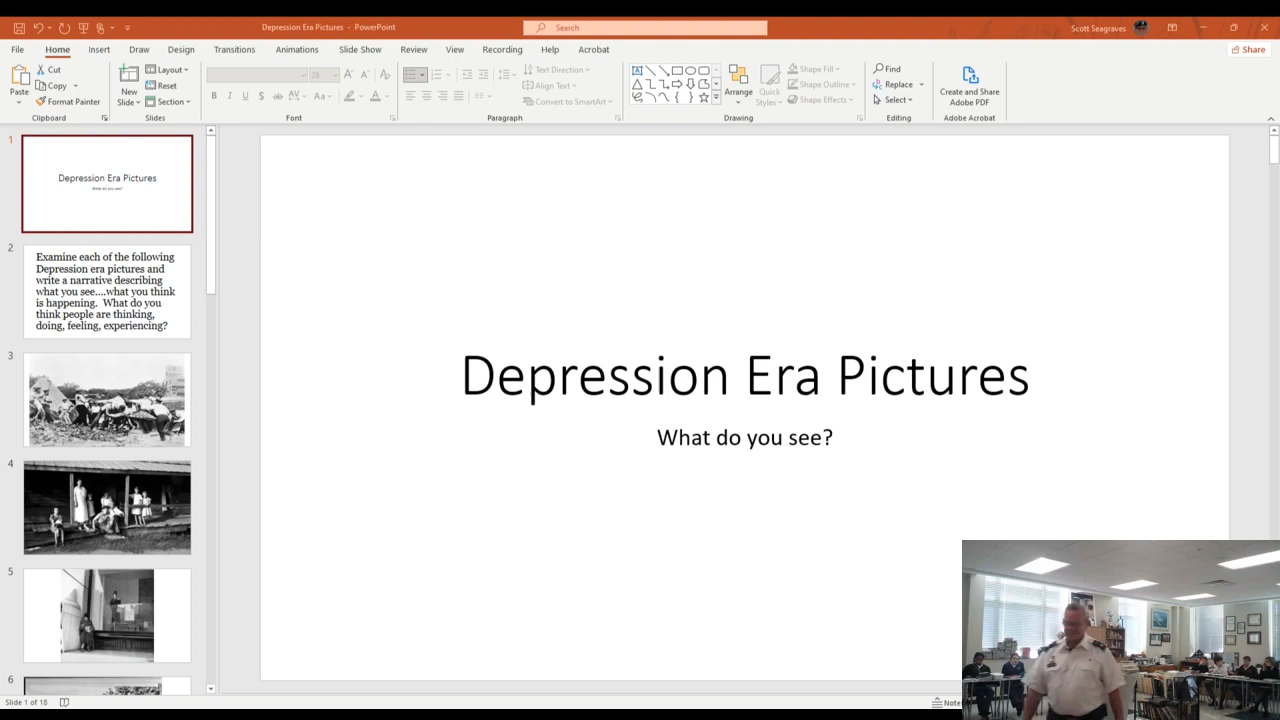 Depression Era Pictures - PowerPoint
Search
Scott Seagraves
File Home Insert Draw Design Transitions Animations Slide Show Review View Recording Help Acrobat
Share
Paste
Cut
Copy
Format Painter
Clipboard
New Slide
Layout
Reset
Section
Slides
28
Font
Text Direction
Align Text
Convert to SmartArt
Paragraph
Arrange
Quick Styles
Shape Fill
Shape Outline
Shape Effects
Drawing
Find
Replace
Select
Editing
Create and Share
Adobe PDF
Adobe Acrobat
1
Depression Era Pictures
What do you see?
2
Examine each of the following
Depression era pictures and
write a narrative describing
what you see....what you think
is happening. What do you
think people are thinking,
doing, feeling, experiencing?
3
4
5
6
Depression Era Pictures
What do you see?
Slide 1 of 18
Note